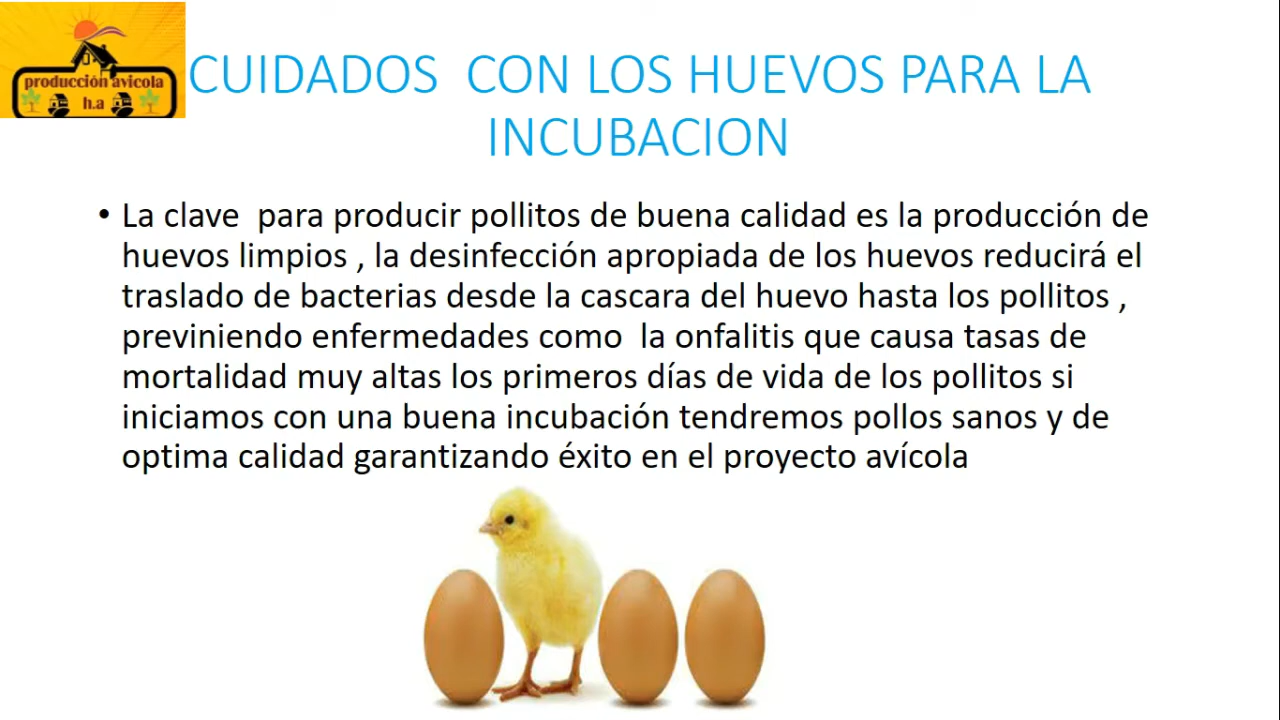 producción avicola
h.a
CUIDADOS CON LOS HUEVOS PARA LA
INCUBACION
• La clave para producir pollitos de buena calidad es la producción de
huevos limpios , la desinfección apropiada de los huevos reducirá el
traslado de bacterias desde la cascara del huevo hasta los pollitos ,
previniendo enfermedades como la onfalitis que causa tasas de
mortalidad muy altas los primeros días de vida de los pollitos si
iniciamos con una buena incubación tendremos pollos sanos y de
optima calidad garantizando éxito en el proyecto avícola